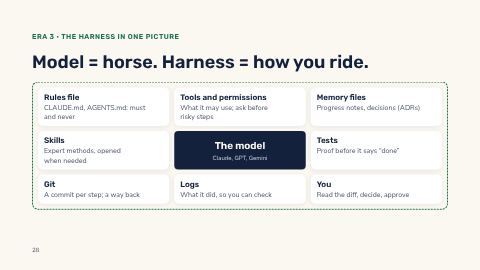 ERA 3 • THE HARNESS IN ONE PICTURE
Model = horse. Harness = how you ride.
Rules file
CLAUDE.md, AGENTS.md: must
and never
Tools and permissions
What it may use; ask before
risky steps
Memory files
Progress notes, decisions (ADRs)
Skills
Expert methods, opened
when needed
The model
Claude, GPT, Gemini
Tests
Proof before it says “done”
Git
A commit per step; a way back
Logs
What it did, so you can check
You
Read the diff, decide, approve
28